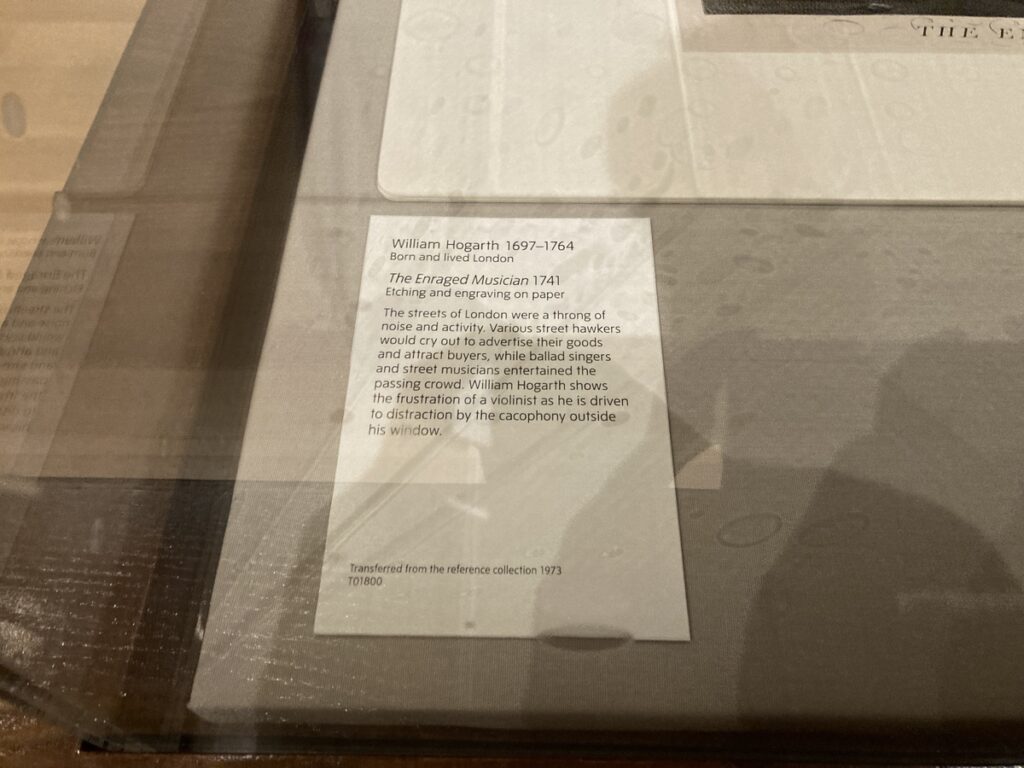 THE EN
William Hogarth 1697–1764
Born and lived London
The Enraged Musician 1741
Etching and engraving on paper
The streets of London were a throng of
noise and activity. Various street hawkers
would cry out to advertise their goods
and attract buyers, while ballad singers
and street musicians entertained the
passing crowd. William Hogarth shows
the frustration of a violinist as he is driven
to distraction by the cacophony outside
his window.
Transferred from the reference collection 1973
T01800